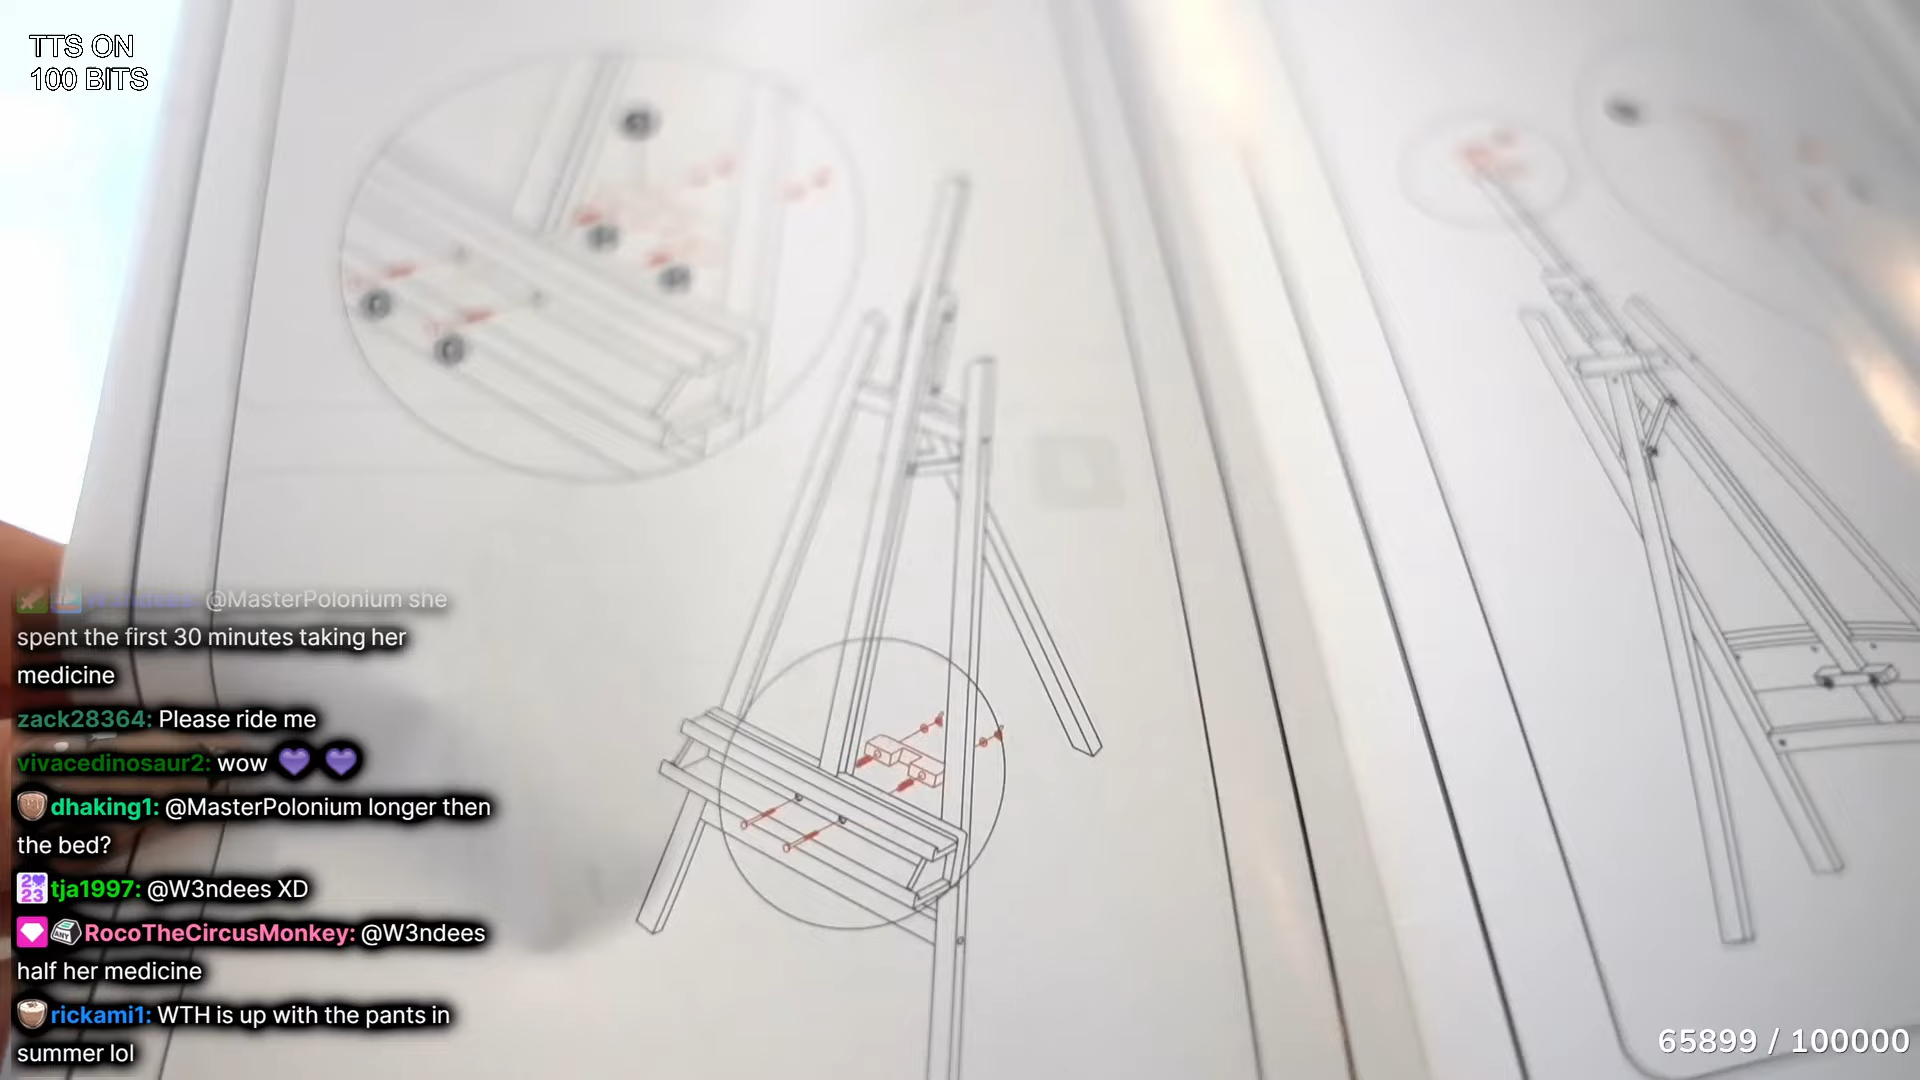 TTS ON
100 BITS
@MasterPolonium she
spent the first 30 minutes taking her
medicine
zack28364: Please ride me
vivacedinosaur2: wow
dhaking1: @MasterPolonium longer then
the bed?
tja1997: @W3ndees XD
RocoTheCircusMonkey: @W3ndees
half her medicine
rickami1: WTH is up with the pants in
summer lol
65899 / 100000